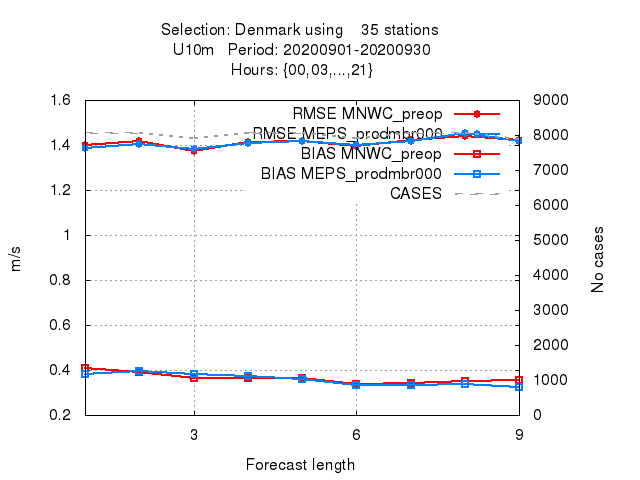 Selection: Denmark using 35 stations
U10m Period: 20200901-20200930
Hours: {00,03,...,21}
RMSE MNWC_preop
RMSE MEPS_prodmbr000
BIAS MNWC_preop
BIAS MEPS_prodmbr000
CASES
1.6
1.4
1.2
1
0.8
0.6
0.4
0.2
m/s
9000
8000
7000
6000
5000
4000
3000
2000
1000
0
No cases
3 6 9
Forecast length